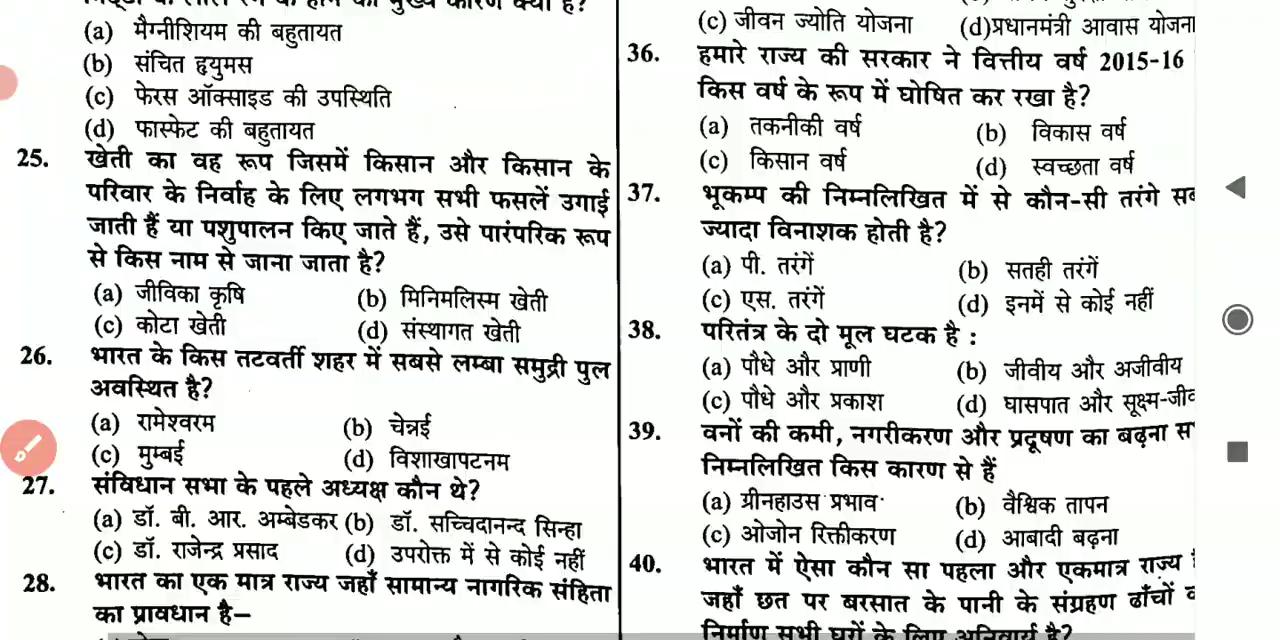 (a) मैग्नीशियम की बहुतायत
(b) संचित ह्युमस
(c) फेरस ऑक्साइड की उपस्थिति
(d) फास्फेट की बहुतायत
25. खेती का वह रूप जिसमें किसान और किसान के
परिवार के निर्वाह के लिए लगभग सभी फसलें उगाई
जाती हैं या पशुपालन किए जाते हैं, उसे पारंपरिक रूप
से किस नाम से जाना जाता है?
(a) जीविका कृषि (b) मिनिमलिस्म खेती
(c) कोटा खेती (d) संस्थागत खेती
26. भारत के किस तटवर्ती शहर में सबसे लम्बा समुद्री पुल
अवस्थित है?
(a) रामेश्वरम (b) चेन्नई
(c) मुम्बई (d) विशाखापटनम
27. संविधान सभा के पहले अध्यक्ष कौन थे?
(a) डॉ. बी. आर. अम्बेडकर (b) डॉ. सच्चिदानन्द सिन्हा
(c) डॉ. राजेन्द्र प्रसाद (d) उपरोक्त में से कोई नहीं
28. भारत का एक मात्र राज्य जहाँ सामान्य नागरिक संहिता
का प्रावधान है–
(c) जीवन ज्योति योजना (d)प्रधानमंत्री आवास योजना
36. हमारे राज्य की सरकार ने वित्तीय वर्ष 2015-16
किस वर्ष के रूप में घोषित कर रखा है?
(a) तकनीकी वर्ष (b) विकास वर्ष
(c) किसान वर्ष (d) स्वच्छता वर्ष
37. भूकम्प की निम्नलिखित में से कौन-सी तरंगे
ज्यादा विनाशक होती है?
(a) पी. तरंगें (b) सतही तरंगें
(c) एस. तरंगें (d) इनमें से कोई नहीं
38. परितंत्र के दो मूल घटक है :
(a) पौधे और प्राणी (b) जीवीय और अजीवीय
(c) पौधे और प्रकाश (d) घासपात और सूक्ष्म-जीव
39. वनों की कमी, नगरीकरण और प्रदूषण का बढ़ना
निम्नलिखित किस कारण से हैं
(a) ग्रीनहाउस प्रभाव (b) वैश्विक तापन
(c) ओजोन रिक्तीकरण (d) आबादी बढ़ना
40. भारत में ऐसा कौन सा पहला और एकमात्र राज्य
जहाँ छत पर बरसात के पानी के संग्रहण ढाँचों
निर्माण सभी घरों के लिए अनिवार्य है?